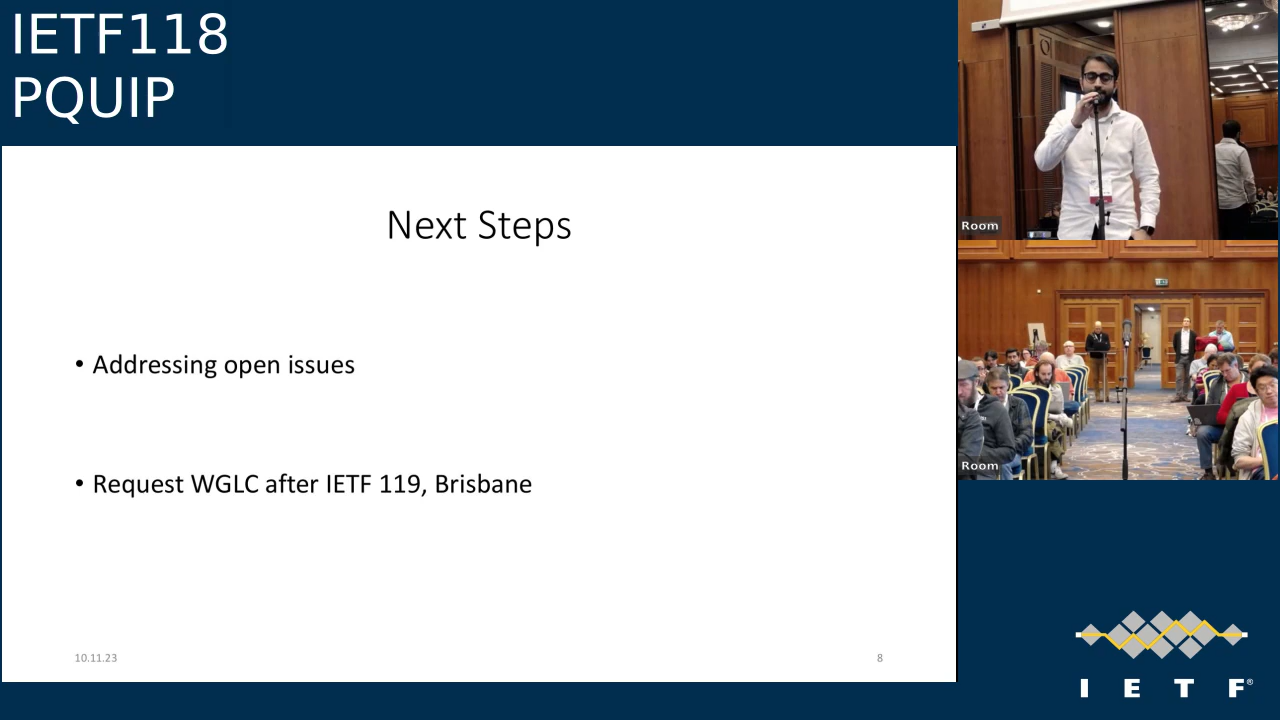 IETF118
PQUIP
Next Steps
• Addressing open issues
• Request WGLC after IETF 119, Brisbane
10.11.23
8
Room
Room
I E T F®